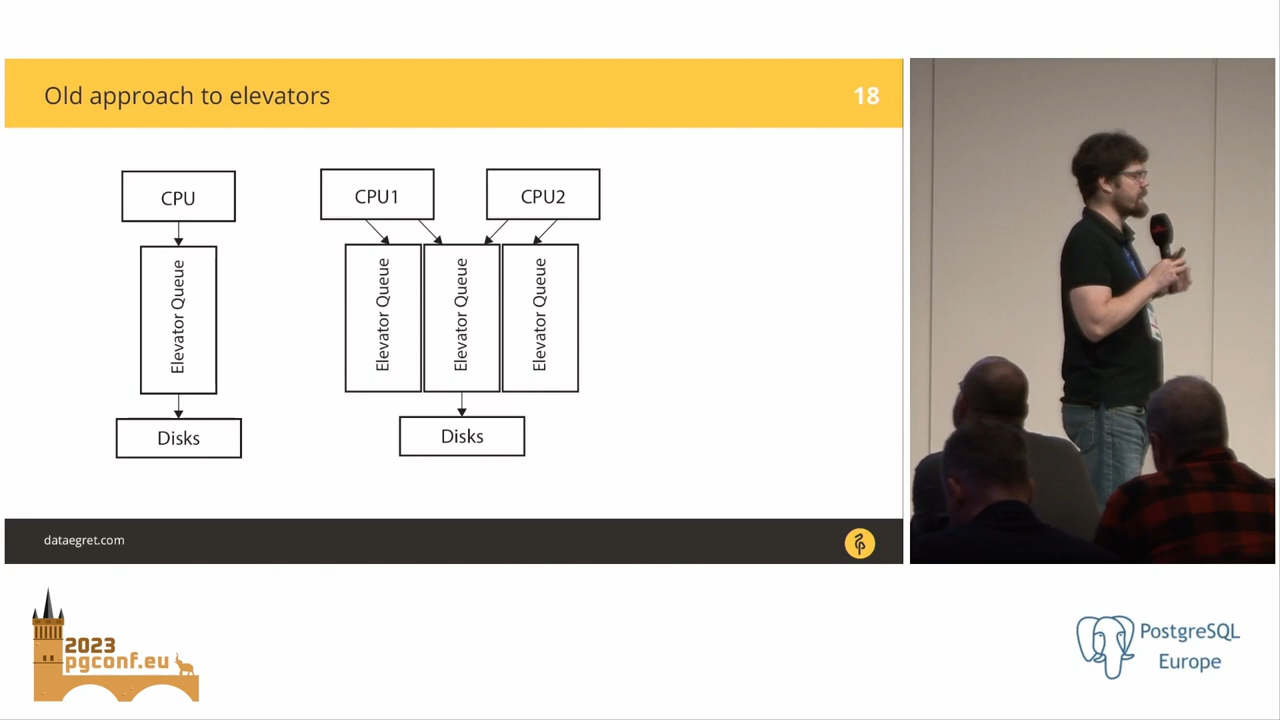 Old approach to elevators
18
CPU
CPU1
CPU2
Elevator Queue
Elevator Queue
Elevator Queue
Elevator Queue
Disks
Disks
dataegret.com
2023
pgconf.eu
PostgreSQL
Europe